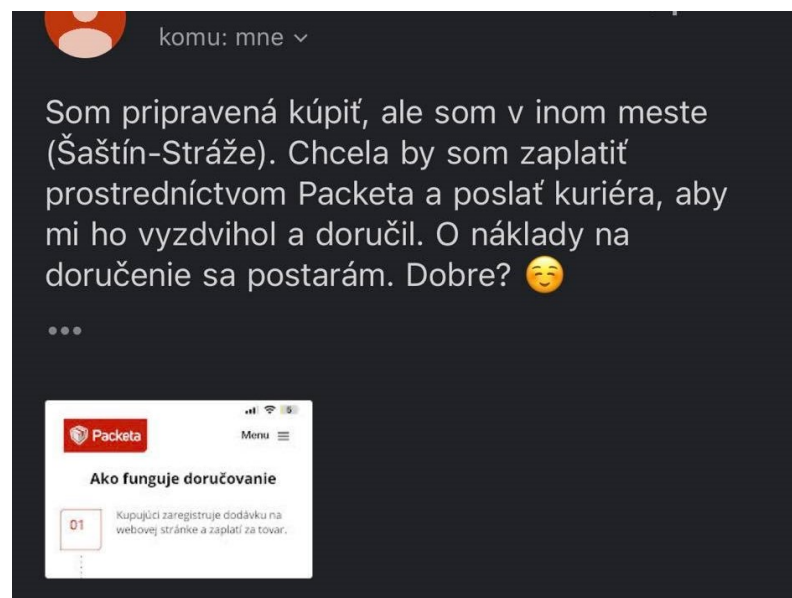 komu: mne
Som pripravená kúpiť, ale som v inom meste
(Šaštín-Stráže). Chcela by som zaplatiť
prostredníctvom Packeta a poslať kuriéra, aby
mi ho vyzdvihol a doručil. O náklady na
doručenie sa postarám. Dobre? ☺️
•••
Packeta
Menu
Ako funguje doručovanie
01
Kupujúci zaregistruje dodávku na
webovej stránke a zaplatí za tovar.